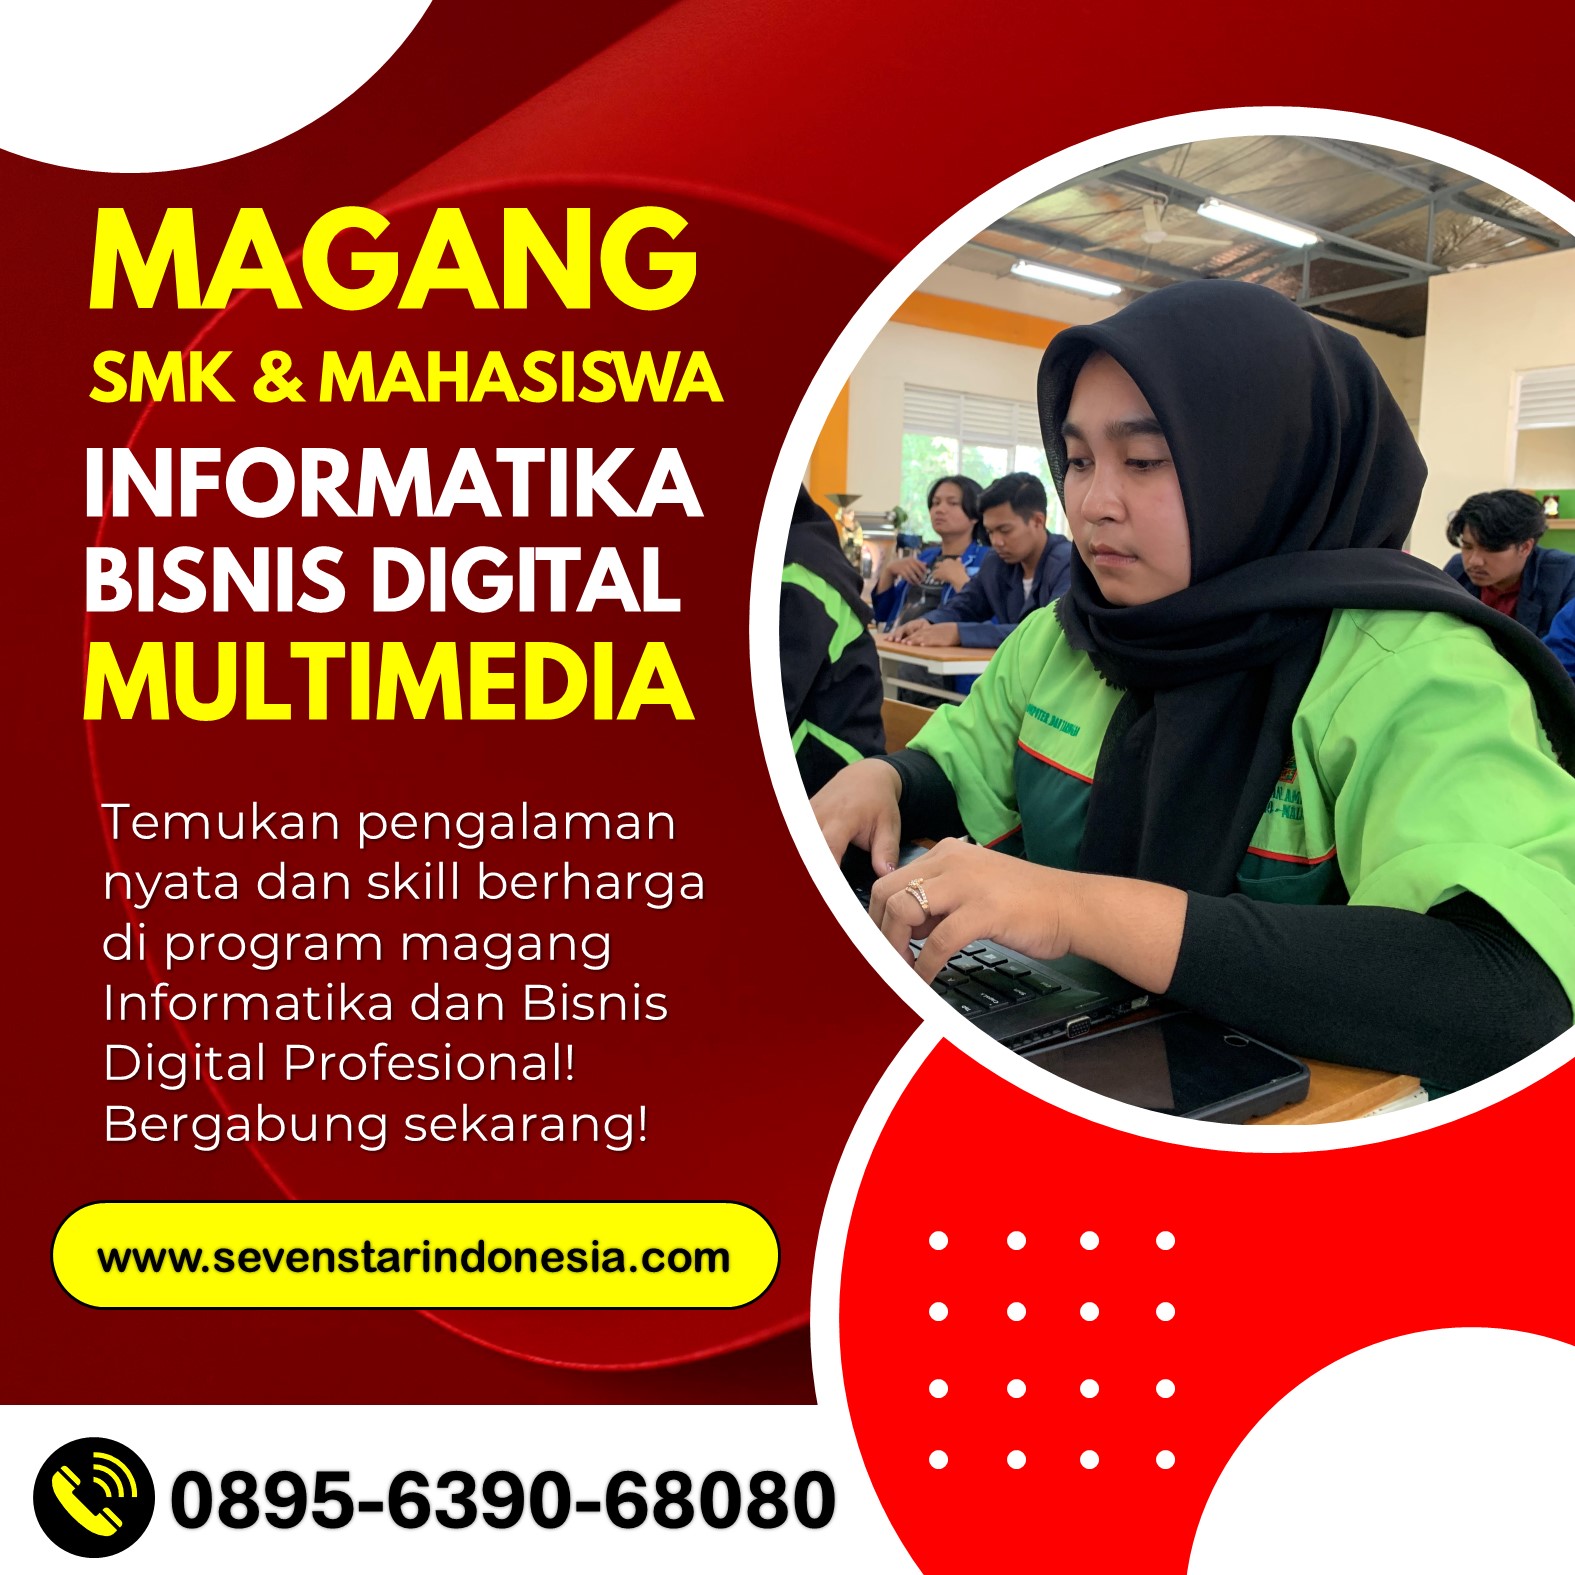 MAGANG
SMK & MAHASISWA
INFORMATIKA
BISNIS DIGITAL
MULTIMEDIA
Temukan pengalaman
nyata dan skill berharga
di program magang
Informatika dan Bisnis
Digital Profesional!
Bergabung sekarang!
www.sevenstarindonesia.com
0895-6390-68080